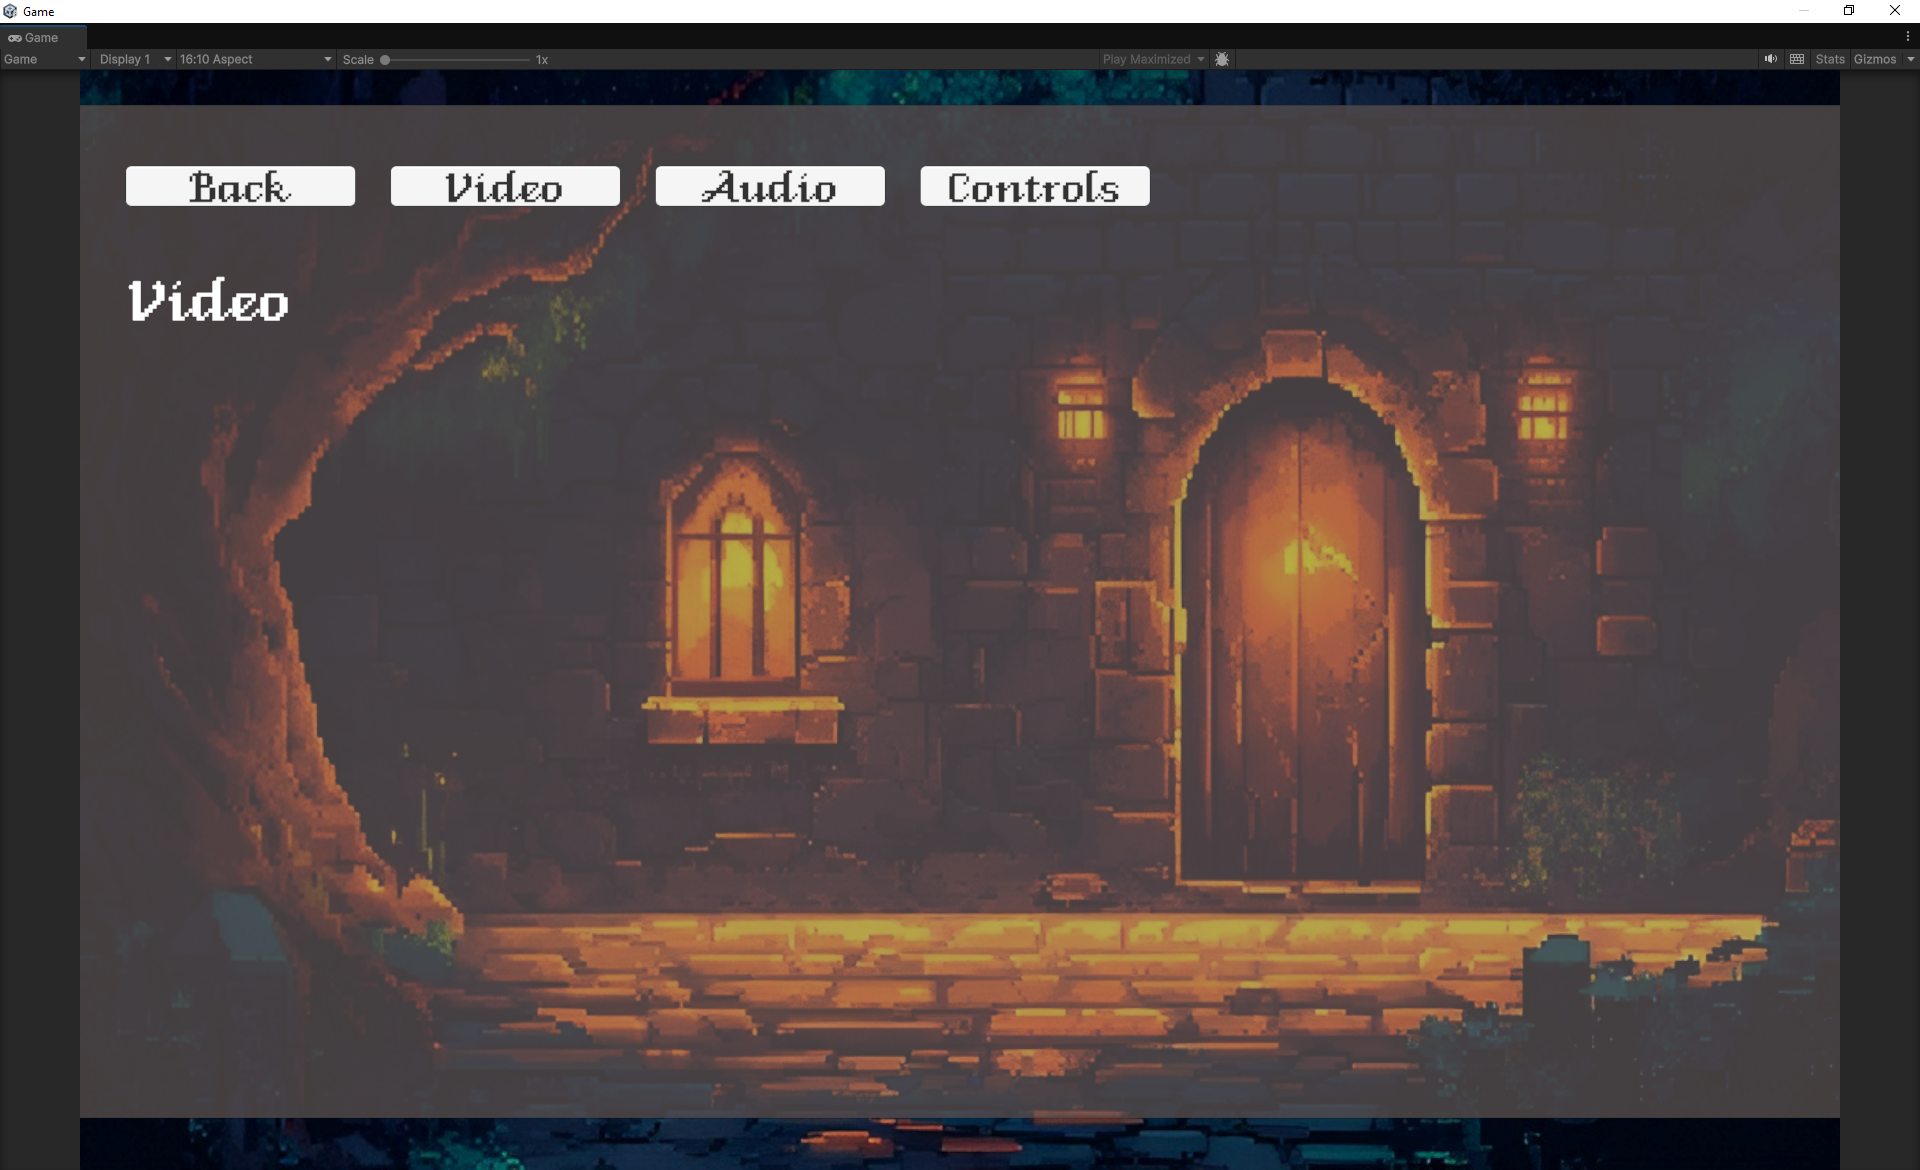 Game
Game
Game Display 1 16:10 Aspect Scale 1x Play Maximized Stats Gizmos
Back Video Audio Controls
Video